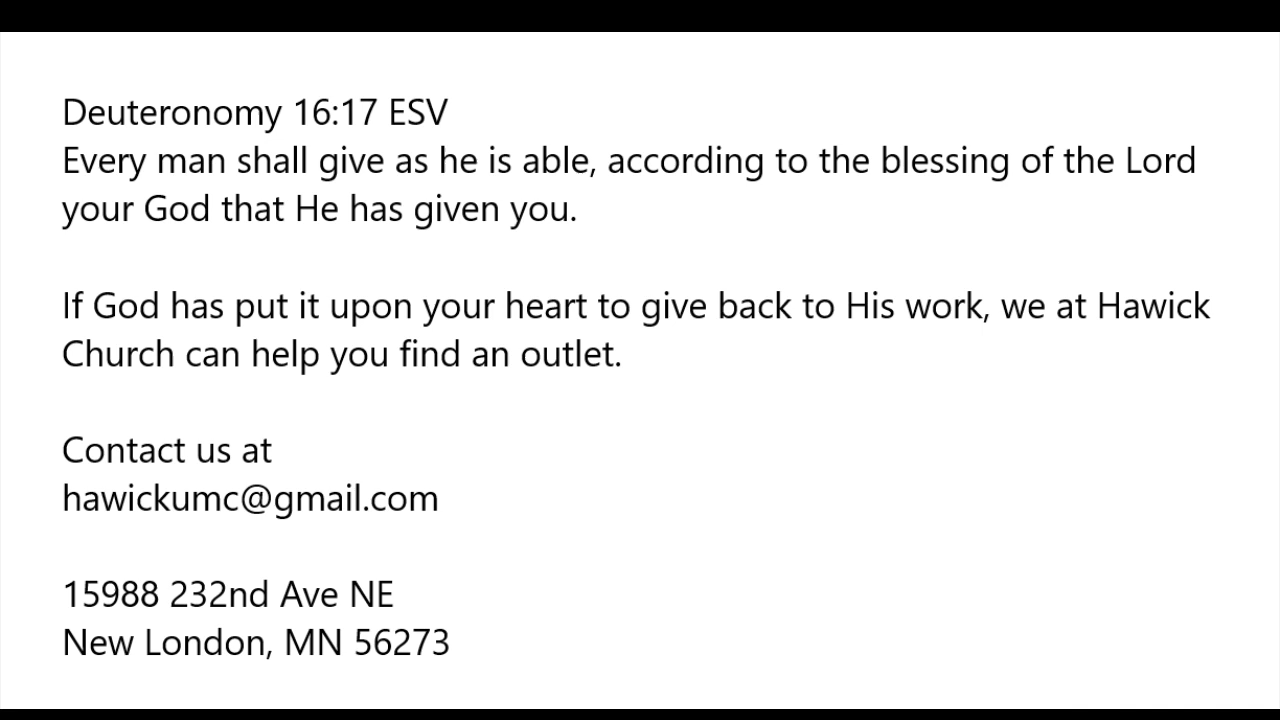 Deuteronomy 16:17 ESV
Every man shall give as he is able, according to the blessing of the Lord
your God that He has given you.
If God has put it upon your heart to give back to His work, we at Hawick
Church can help you find an outlet.
Contact us at
hawickumc@gmail.com
15988 232nd Ave NE
New London, MN 56273